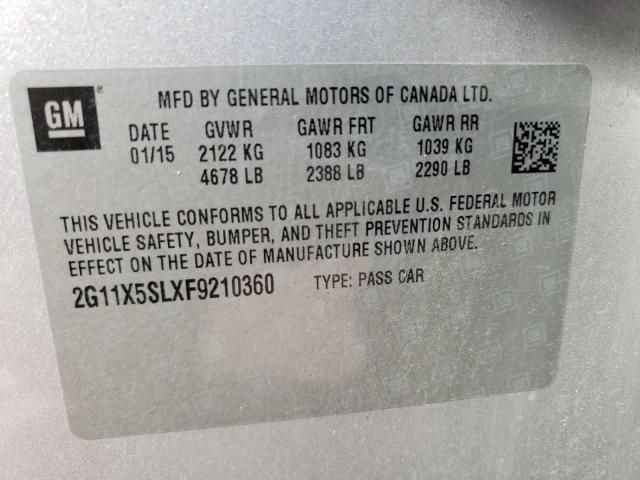 GM ®
MFD BY GENERAL MOTORS OF CANADA LTD.
DATE GVWR GAWR FRT GAWR RR
01/15 2122 KG 1083 KG 1039 KG
4678 LB 2388 LB 2290 LB
THIS VEHICLE CONFORMS TO ALL APPLICABLE U.S. FEDERAL MOTOR
VEHICLE SAFETY, BUMPER, AND THEFT PREVENTION STANDARDS IN
EFFECT ON THE DATE OF MANUFACTURE SHOWN ABOVE.
2G11X5SLXF9210360 TYPE: PASS CAR